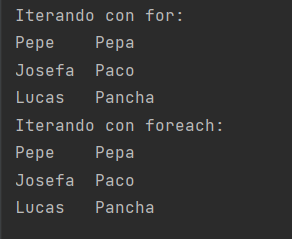 Iterando con for:
Pepe    Pepa
Josefa  Paco
Lucas   Pancha
Iterando con foreach:
Pepe    Pepa
Josefa  Paco
Lucas   Pancha